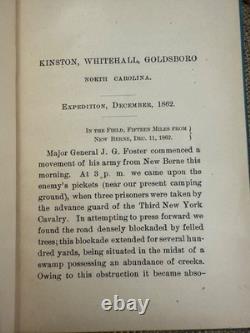 KINSTON, WHITEHALL, GOLDSBORO
NORTH CAROLINA.
EXPEDITION, DECEMBER, 1862.
IN THE FIELD, FIFTEEN MILES FROM }
NEW BERNE, DEC. 11, 1862. }
Major General J. G. Foster commenced a
movement of his army from New Berne this
morning. At 3 p. m. we came up upon the
enemy's pickets (near our present camping
ground), when three prisoners were taken by
the advance guard of the Third New York
Cavalry. In attempting to press forward we
found the road densely blockaded by felled
trees; this blockade extended for several hun-
dred yards, being situated in the midst of a
swamp possessing an abundance of creeks.
Owing to this obstruction it became abso-
ebay